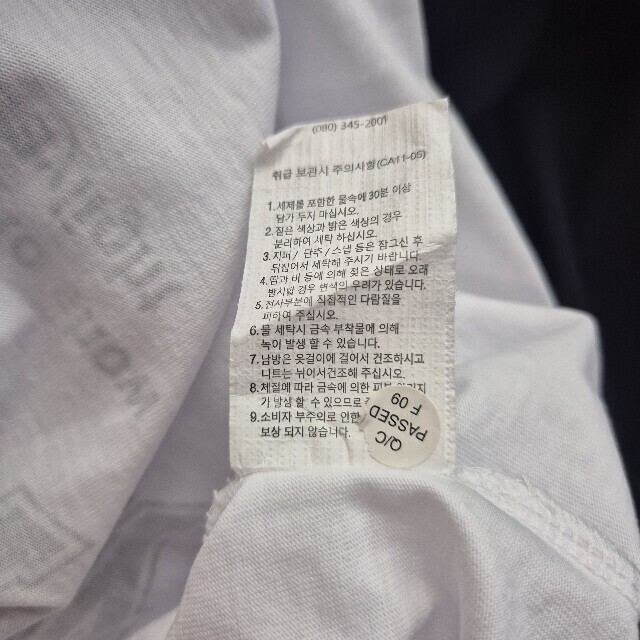 (080) 345-2001
취급 보관시 주의사항(CA11-05)
1.세제물 포함한 물속에 30분 이상
담가 두지 마십시오.
2.짙은 색상과 밝은 색상의 경우
분리하여 세탁 하십시오.
3.지퍼/ 단추/스냅 등은 잠그신 후
뒤집어서 세탁해 주시기 바랍니다.
4.땀과 비 등에 의해 젖은 상태로 오래
방치될 경우 변색의 우려가 있습니다.
5.전사부분에 직접적인 다림질을
피하여 주십시오.
6.물 세탁시 금속 부착물에 의해
녹이 발생 할 수 있습니다.
7.남방은 옷걸이에 걸어서 건조하시고
니트는 뉘어서건조해 주십시오.
8.체질에 따라 금속에 의한 피부
가 발생 할 수 있으므로
9.소비자 부주의로 인한
보상 되지 않습니다.
Q/C
PASSED
F 09